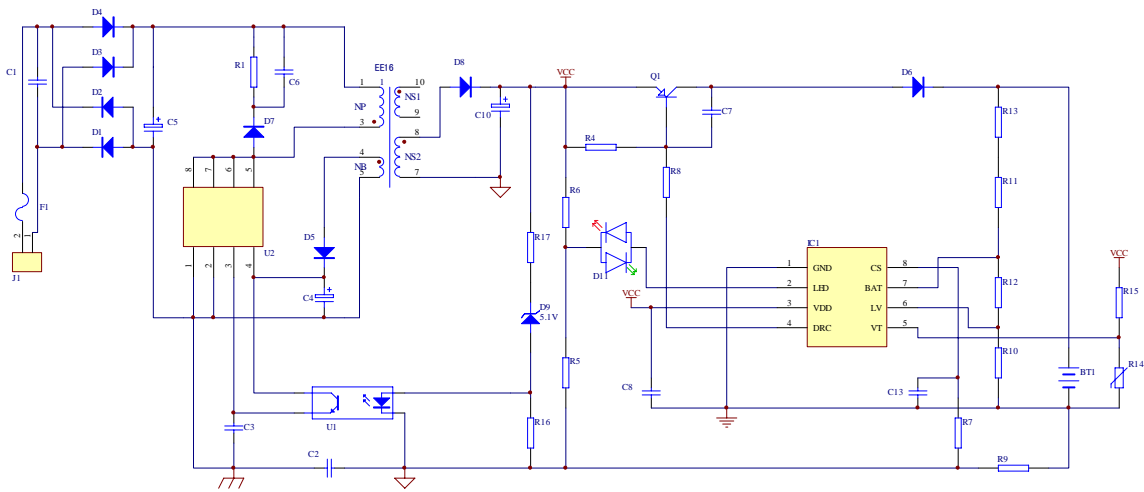 D4
D3
D2
D1
C1
C5
R1
C6
D7
EE16
1
1
10
NS1
9
NP
3
8
4
NB
NS2
5
7
D8
C10
VCC
Q1
C7
D6
R13
R4
R8
R11
R6
8
7
6
5
U2
1
2
3
4
F1
2
1
J1
D5
C4
R17
D9
5.1V
D11
VCC
IC1
1 GND CS 8
2 LED BAT 7
3 VDD LV 6
4 DRC VT 5
R12
VCC
R15
R10
R14
BT1
R5
C8
C13
R7
U1
C3
R16
C2
R9